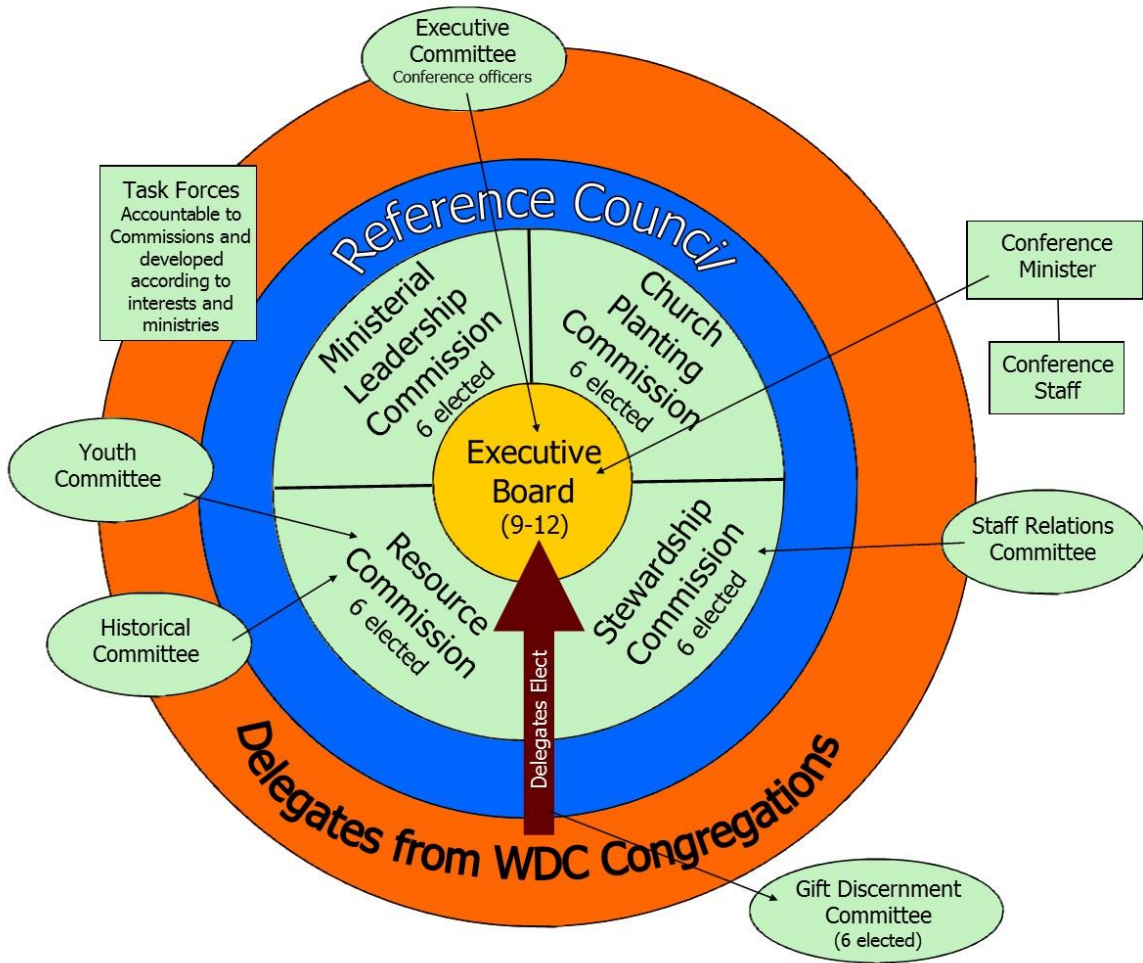 Executive
Committee
Conference officers
Task Forces
Accountable to
Commissions and
developed
according to
interests and
ministries
Reference Council
Ministerial
Leadership
Commission
6 elected
Church
Planting
Commission
6 elected
Conference
Minister
Conference
Staff
Executive
Board
(9-12)
Youth
Committee
Historical
Committee
Resource
Commission
6 elected
Stewardship
Commission
6 elected
Staff Relations
Committee
Delegates Elect
Delegates from WDC Congregations
Gift Discernment
Committee
(6 elected)